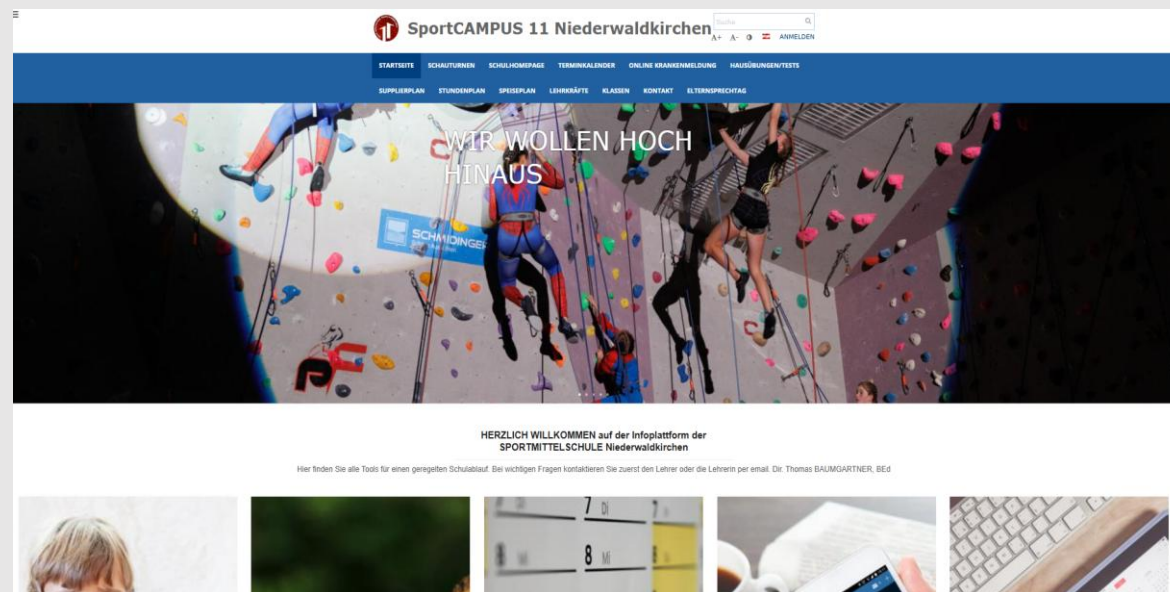 SportCAMPUS 11 Niederwaldkirchen
Suche
A+ A- ANMELDEN
STARTSEITE SCHAUTURNEN SCHULHOMEPAGE TERMINKALENDER ONLINE KRANKENMELDUNG HAUSÜBUNGEN/TESTS
SUPPLIERPLAN STUNDENPLAN SPEISEPLAN LEHRKRÄFTE KLASSEN KONTAKT ELTERNSPRECHTAG
WIR WOLLEN HOCH
HINAUS
SCHMIDINGER
HERZLICH WILLKOMMEN auf der Infoplattform der
SPORTMITTELSCHULE Niederwaldkirchen
Hier finden Sie alle Tools für einen geregelten Schulablauf. Bei wichtigen Fragen kontaktieren Sie zuerst den Lehrer oder die Lehrerin per email. Dir. Thomas BAUMGARTNER, BEd
7 Di 7
8 Mi